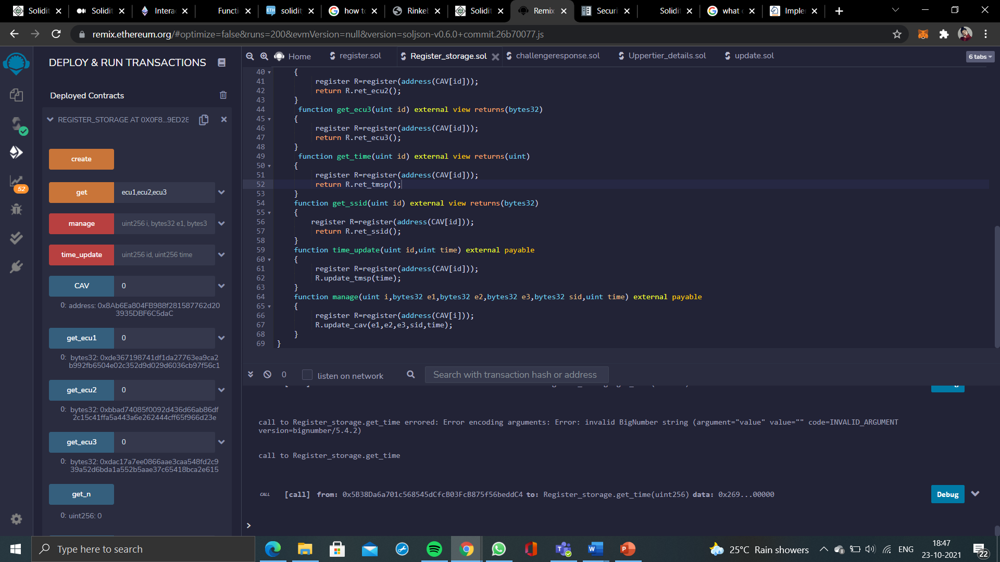 Solidit
Solidit
Intera
Functi
solidit
how to
Rinke
Solidit
Remix
Securi
Solidit
what
Impler
remix.ethereum.org/#optimize=false&runs=200&evmVersion=null&version=soljson-v0.6.0+commit.26b70077.js
DEPLOY & RUN TRANSACTIONS
Home
register.sol
Register_storage.sol
challengeresponse.sol
Uppertier_details.sol
update.sol
6 tabs
Deployed Contracts
REGISTER_STORAGE AT 0X0F8...9ED28
create
get ecu1,ecu2,ecu3
manage uint256 i, bytes32 e1, bytes3
time_update uint256 id, uint256 time
CAV 0
0: address: 0x8Ab6Ea804FB988f281587762d20
3935DBF6C5daC
get_ecu1 0
0: bytes32: 0xde367198741df1da27763ea9ca2
b992fb6504e02c352d9d029d6036cb97f56c1
get_ecu2 0
0: bytes32: 0xbbad74085f0092d436d66ab86df
2c15c41ffa5a443a6e262444cff65f966d23e
get_ecu3 0
0: bytes32: 0xdac17a7ee0866aae3caa548fd2c9
39a52d6bda1a552b5aae37c65418bca2e615
get_n
0: uint256: 0
52
40 {
41 register R=register(address(CAV[id]));
42 return R.ret_ecu2();
43 }
44 function get_ecu3(uint id) external view returns(bytes32)
45 {
46 register R=register(address(CAV[id]));
47 return R.ret_ecu3();
48 }
49 function get_time(uint id) external view returns(uint)
50 {
51 register R=register(address(CAV[id]));
52 return R.ret_tmsp();
53 }
54 function get_ssid(uint id) external view returns(bytes32)
55 {
56 register R=register(address(CAV[id]));
57 return R.ret_ssid();
58 }
59 function time_update(uint id,uint time) external payable
60 {
61 register R=register(address(CAV[id]));
62 R.update_tmsp(time);
63 }
64 function manage(uint i,bytes32 e1,bytes32 e2,bytes32 e3,bytes32 sid,uint time) external payable
65 {
66 register R=register(address(CAV[i]));
67 R.update_cav(e1,e2,e3,sid,time);
68 }
69 }
0 listen on network Search with transaction hash or address
call to Register_storage.get_time errored: Error encoding arguments: Error: invalid BigNumber string (argument="value" value="" code=INVALID_ARGUMENT
version=bignumber/5.4.2)
call to Register_storage.get_time
CALL [call] from: 0x5B38Da6a701c568545dCfcB03FcB875f56beddC4 to: Register_storage.get_time(uint256) data: 0x269...00000 Debug
>
Type here to search
25°C Rain showers
ENG
18:47
23-10-2021
22